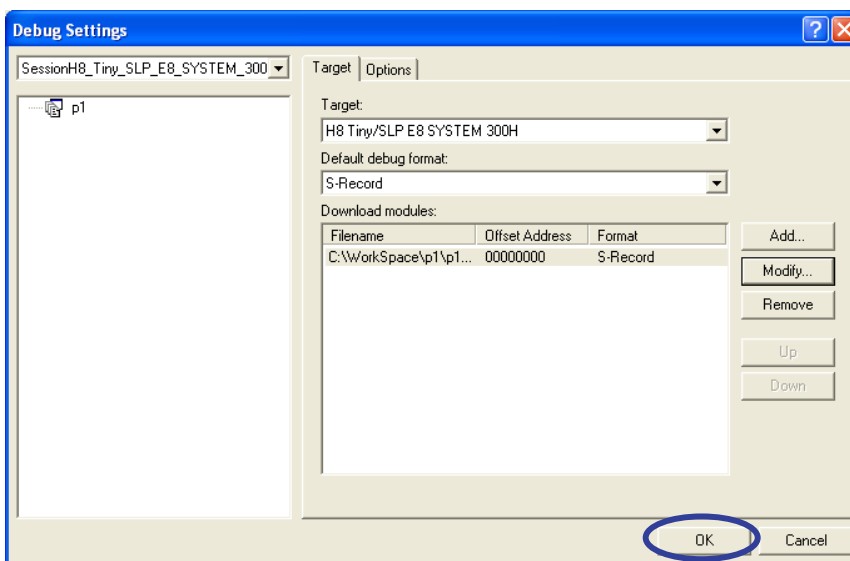 Debug Settings
SessionH8_Tiny_SLP_E8_SYSTEM_300
p1
Target
Options
Target:
H8 Tiny/SLP E8 SYSTEM 300H
Default debug format:
S-Record
Download modules:
Filename Offset Address Format
C:\WorkSpace\p1\p1... 00000000 S-Record
Add...
Modify...
Remove
Up
Down
OK
Cancel